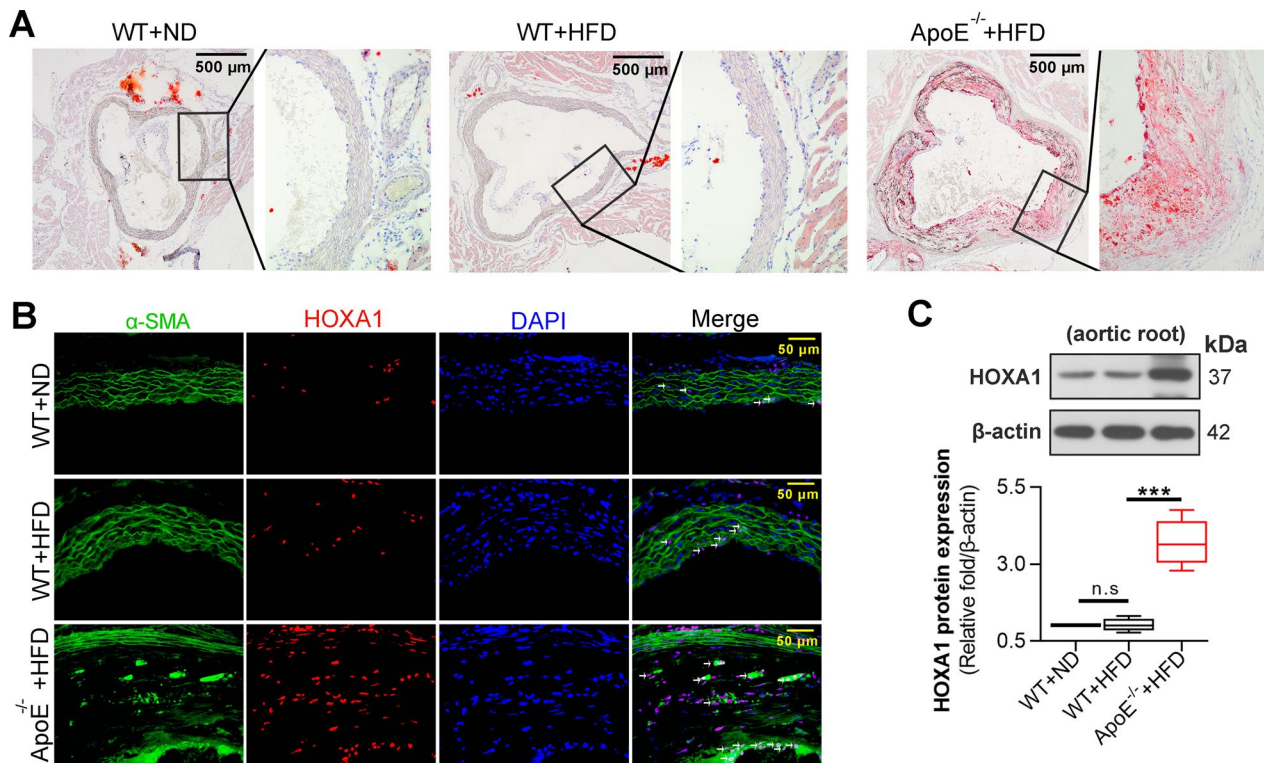 A
WT+ND
WT+HFD
ApoE-/-+HFD
500 µm
500 µm
500 µm
B
α-SMA
HOXA1
DAPI
Merge
WT+ND
50 µm
WT+HFD
50 µm
ApoE-/- +HFD
50 µm
C
(aortic root)
kDa
HOXA1
37
β-actin
42
HOXA1 protein expression
(Relative fold/β-actin)
5.5
3.0
0.5
n.s
***
WT+ND
WT+HFD
ApoE-/-+HFD